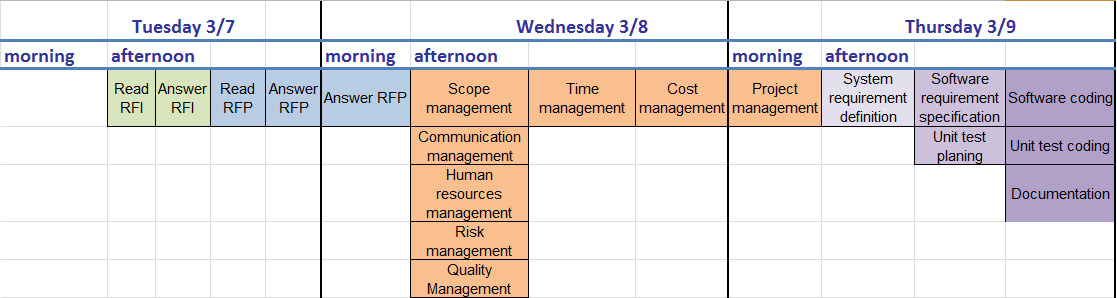 Tuesday 3/7 Wednesday 3/8 Thursday 3/9
morning afternoon morning afternoon morning afternoon
Read RFI Answer RFI Read RFP Answer RFP Answer RFP Scope management Time management Cost management Project management System requirement definition Software requirement specification Software coding
Communication management Unit test planing Unit test coding
Human resources management Documentation
Risk management
Quality Management